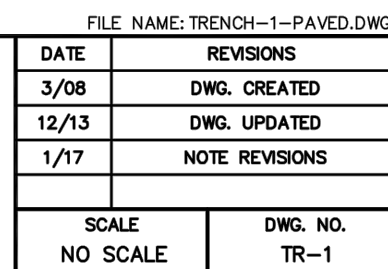 FILE NAME: TRENCH-1-PAVED.DWG
DATE REVISIONS
3/08 DWG. CREATED
12/13 DWG. UPDATED
1/17 NOTE REVISIONS
SCALE DWG. NO.
NO SCALE TR-1